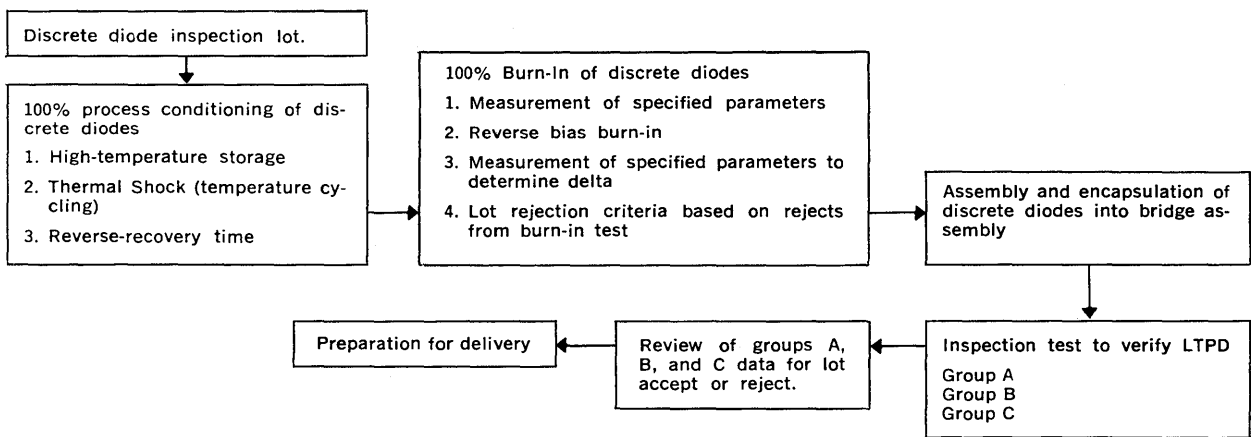 Discrete diode inspection lot.
100% process conditioning of dis-
crete diodes
1. High-temperature storage
2. Thermal Shock (temperature cy-
cling)
3. Reverse-recovery time
100% Burn-In of discrete diodes
1. Measurement of specified parameters
2. Reverse bias burn-in
3. Measurement of specified parameters to
determine delta
4. Lot rejection criteria based on rejects
from burn-in test
Assembly and encapsulation of
discrete diodes into bridge as-
sembly
Inspection test to verify LTPD
Group A
Group B
Group C
Review of groups A,
B, and C data for lot
accept or reject.
Preparation for delivery